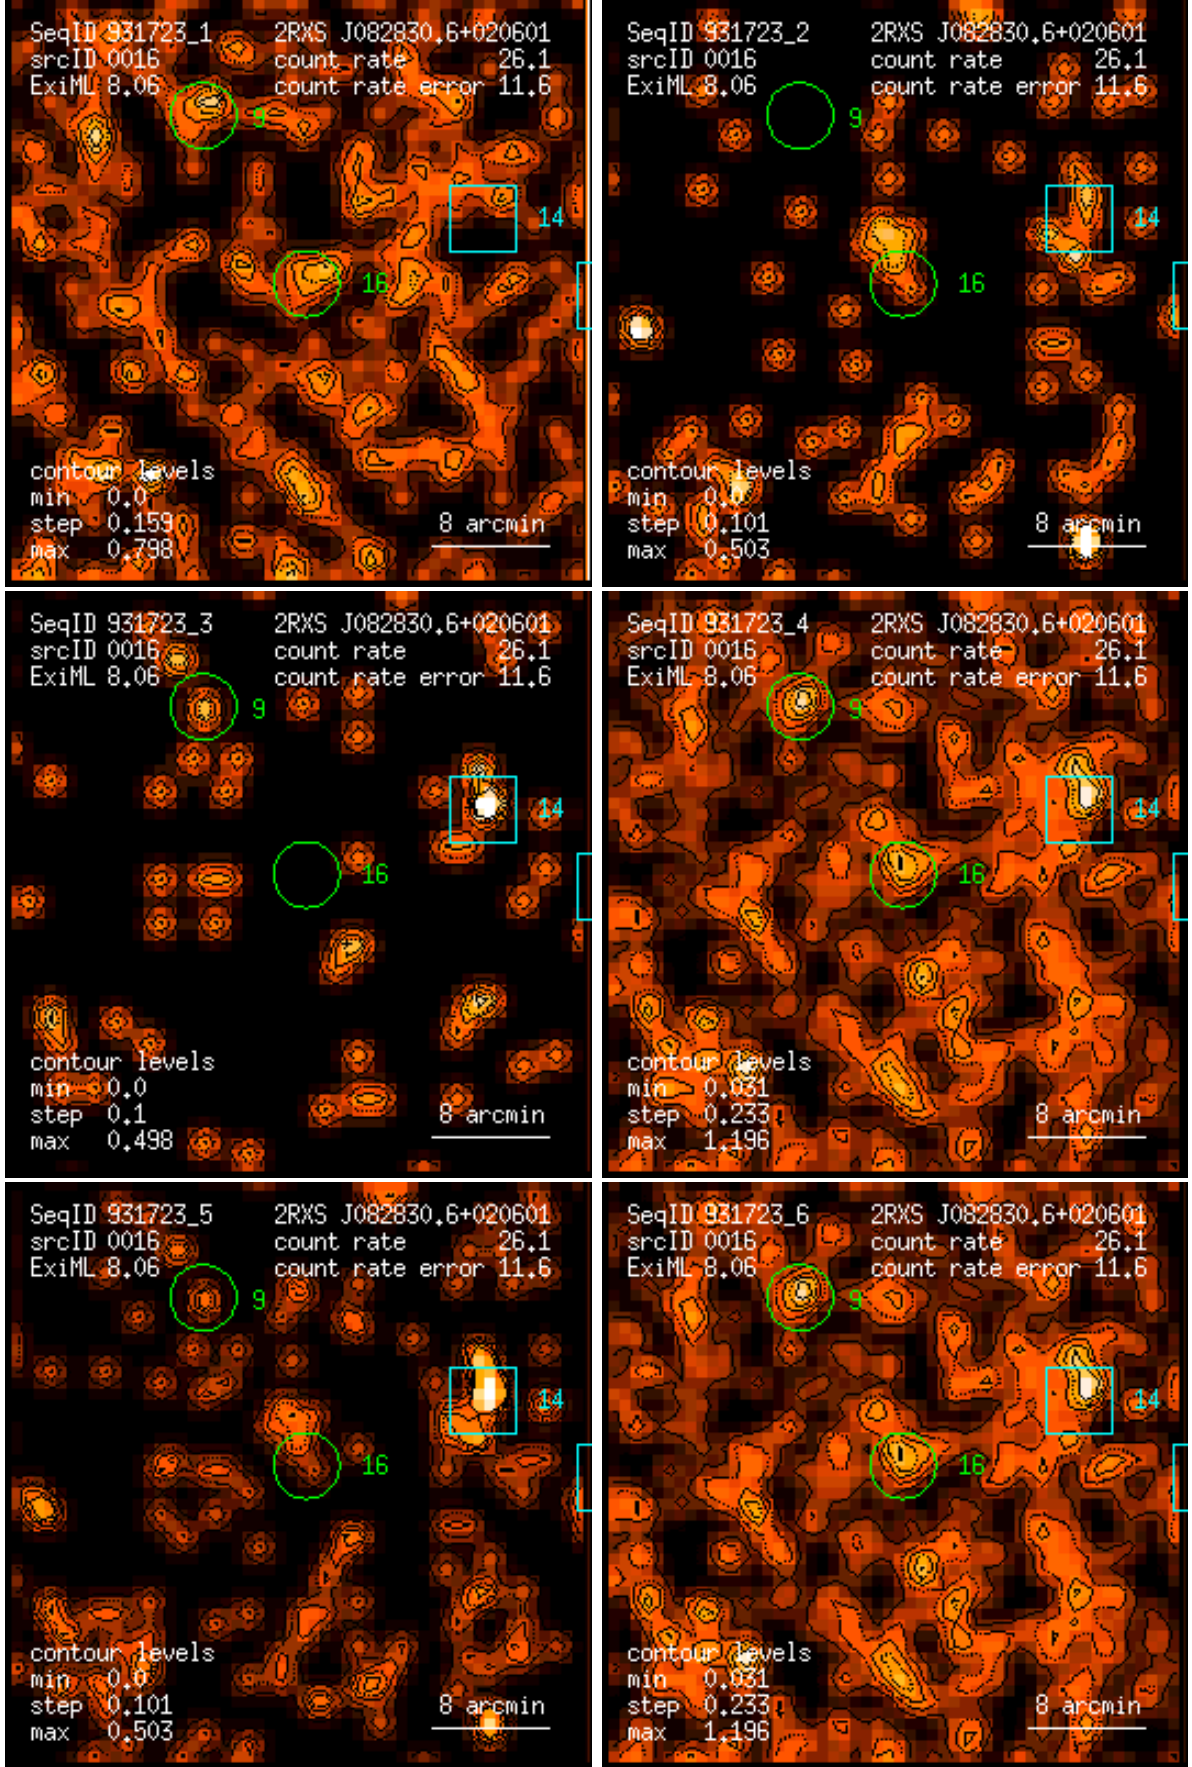 SeqID 931723_1 2RXS J082830.6+020601
srcID 0016 count rate 26.1
ExiML 8.06 count rate error 11.6
9
14
16
contour levels
min 0.0
step 0.159 8 arcmin
max 0.798
SeqID 931723_2 2RXS J082830.6+020601
srcID 0016 count rate 26.1
ExiML 8.06 count rate error 11.6
9
14
16
contour levels
min 0.0
step 0.101 8 arcmin
max 0.503
SeqID 931723_3 2RXS J082830.6+020601
srcID 0016 count rate 26.1
ExiML 8.06 count rate error 11.6
9
14
16
contour levels
min 0.0
step 0.1 8 arcmin
max 0.498
SeqID 931723_4 2RXS J082830.6+020601
srcID 0016 count rate 26.1
ExiML 8.06 count rate error 11.6
9
14
16
contour levels
min 0.031
step 0.233 8 arcmin
max 1.196
SeqID 931723_5 2RXS J082830.6+020601
srcID 0016 count rate 26.1
ExiML 8.06 count rate error 11.6
9
14
16
contour levels
min 0.0
step 0.101 8 arcmin
max 0.503
SeqID 931723_6 2RXS J082830.6+020601
srcID 0016 count rate 26.1
ExiML 8.06 count rate error 11.6
9
14
16
contour levels
min 0.031
step 0.233 8 arcmin
max 1.196